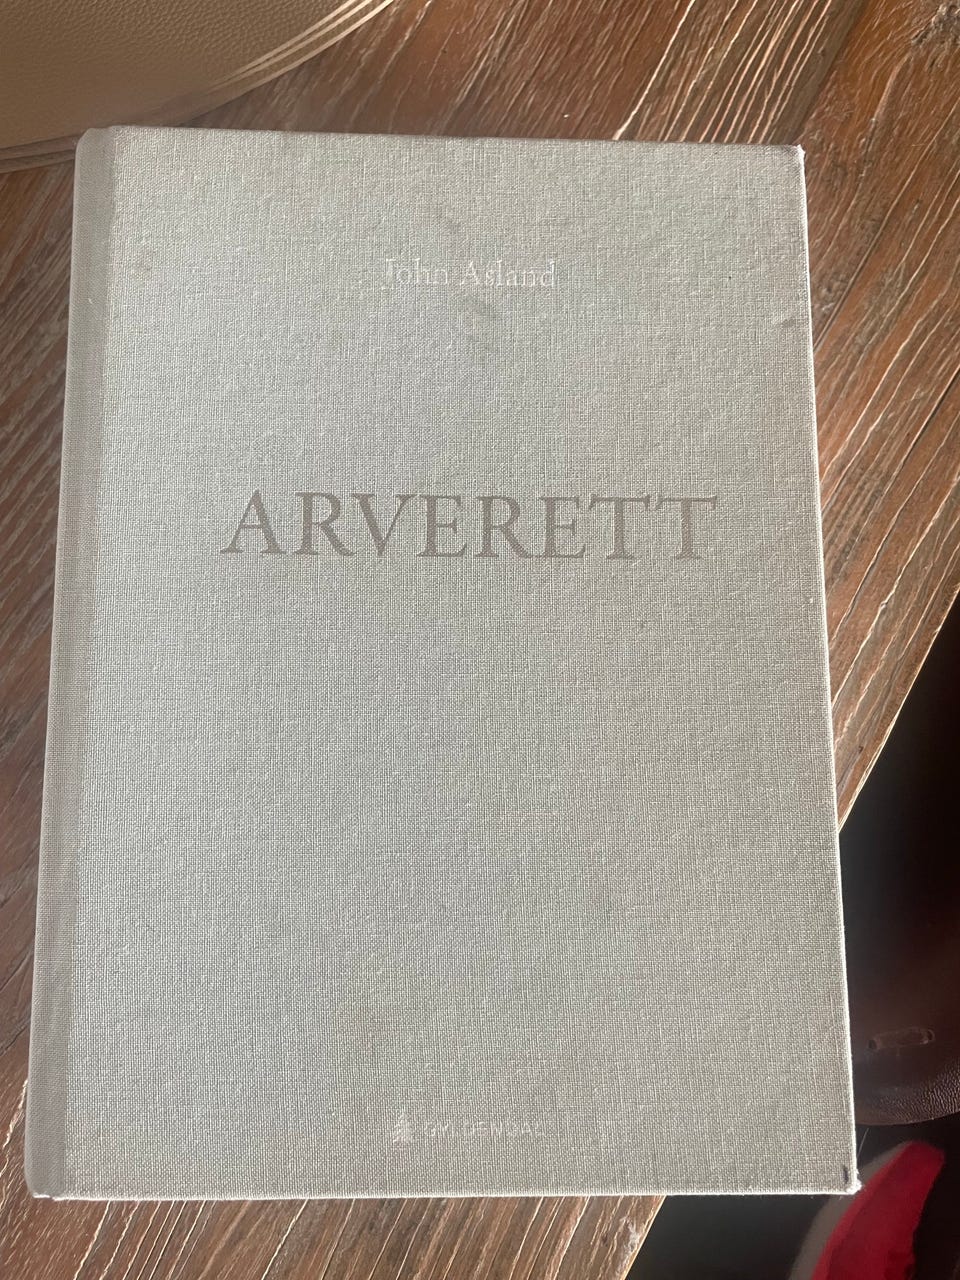 John Asland
ARVERETT
GYLDENDAL